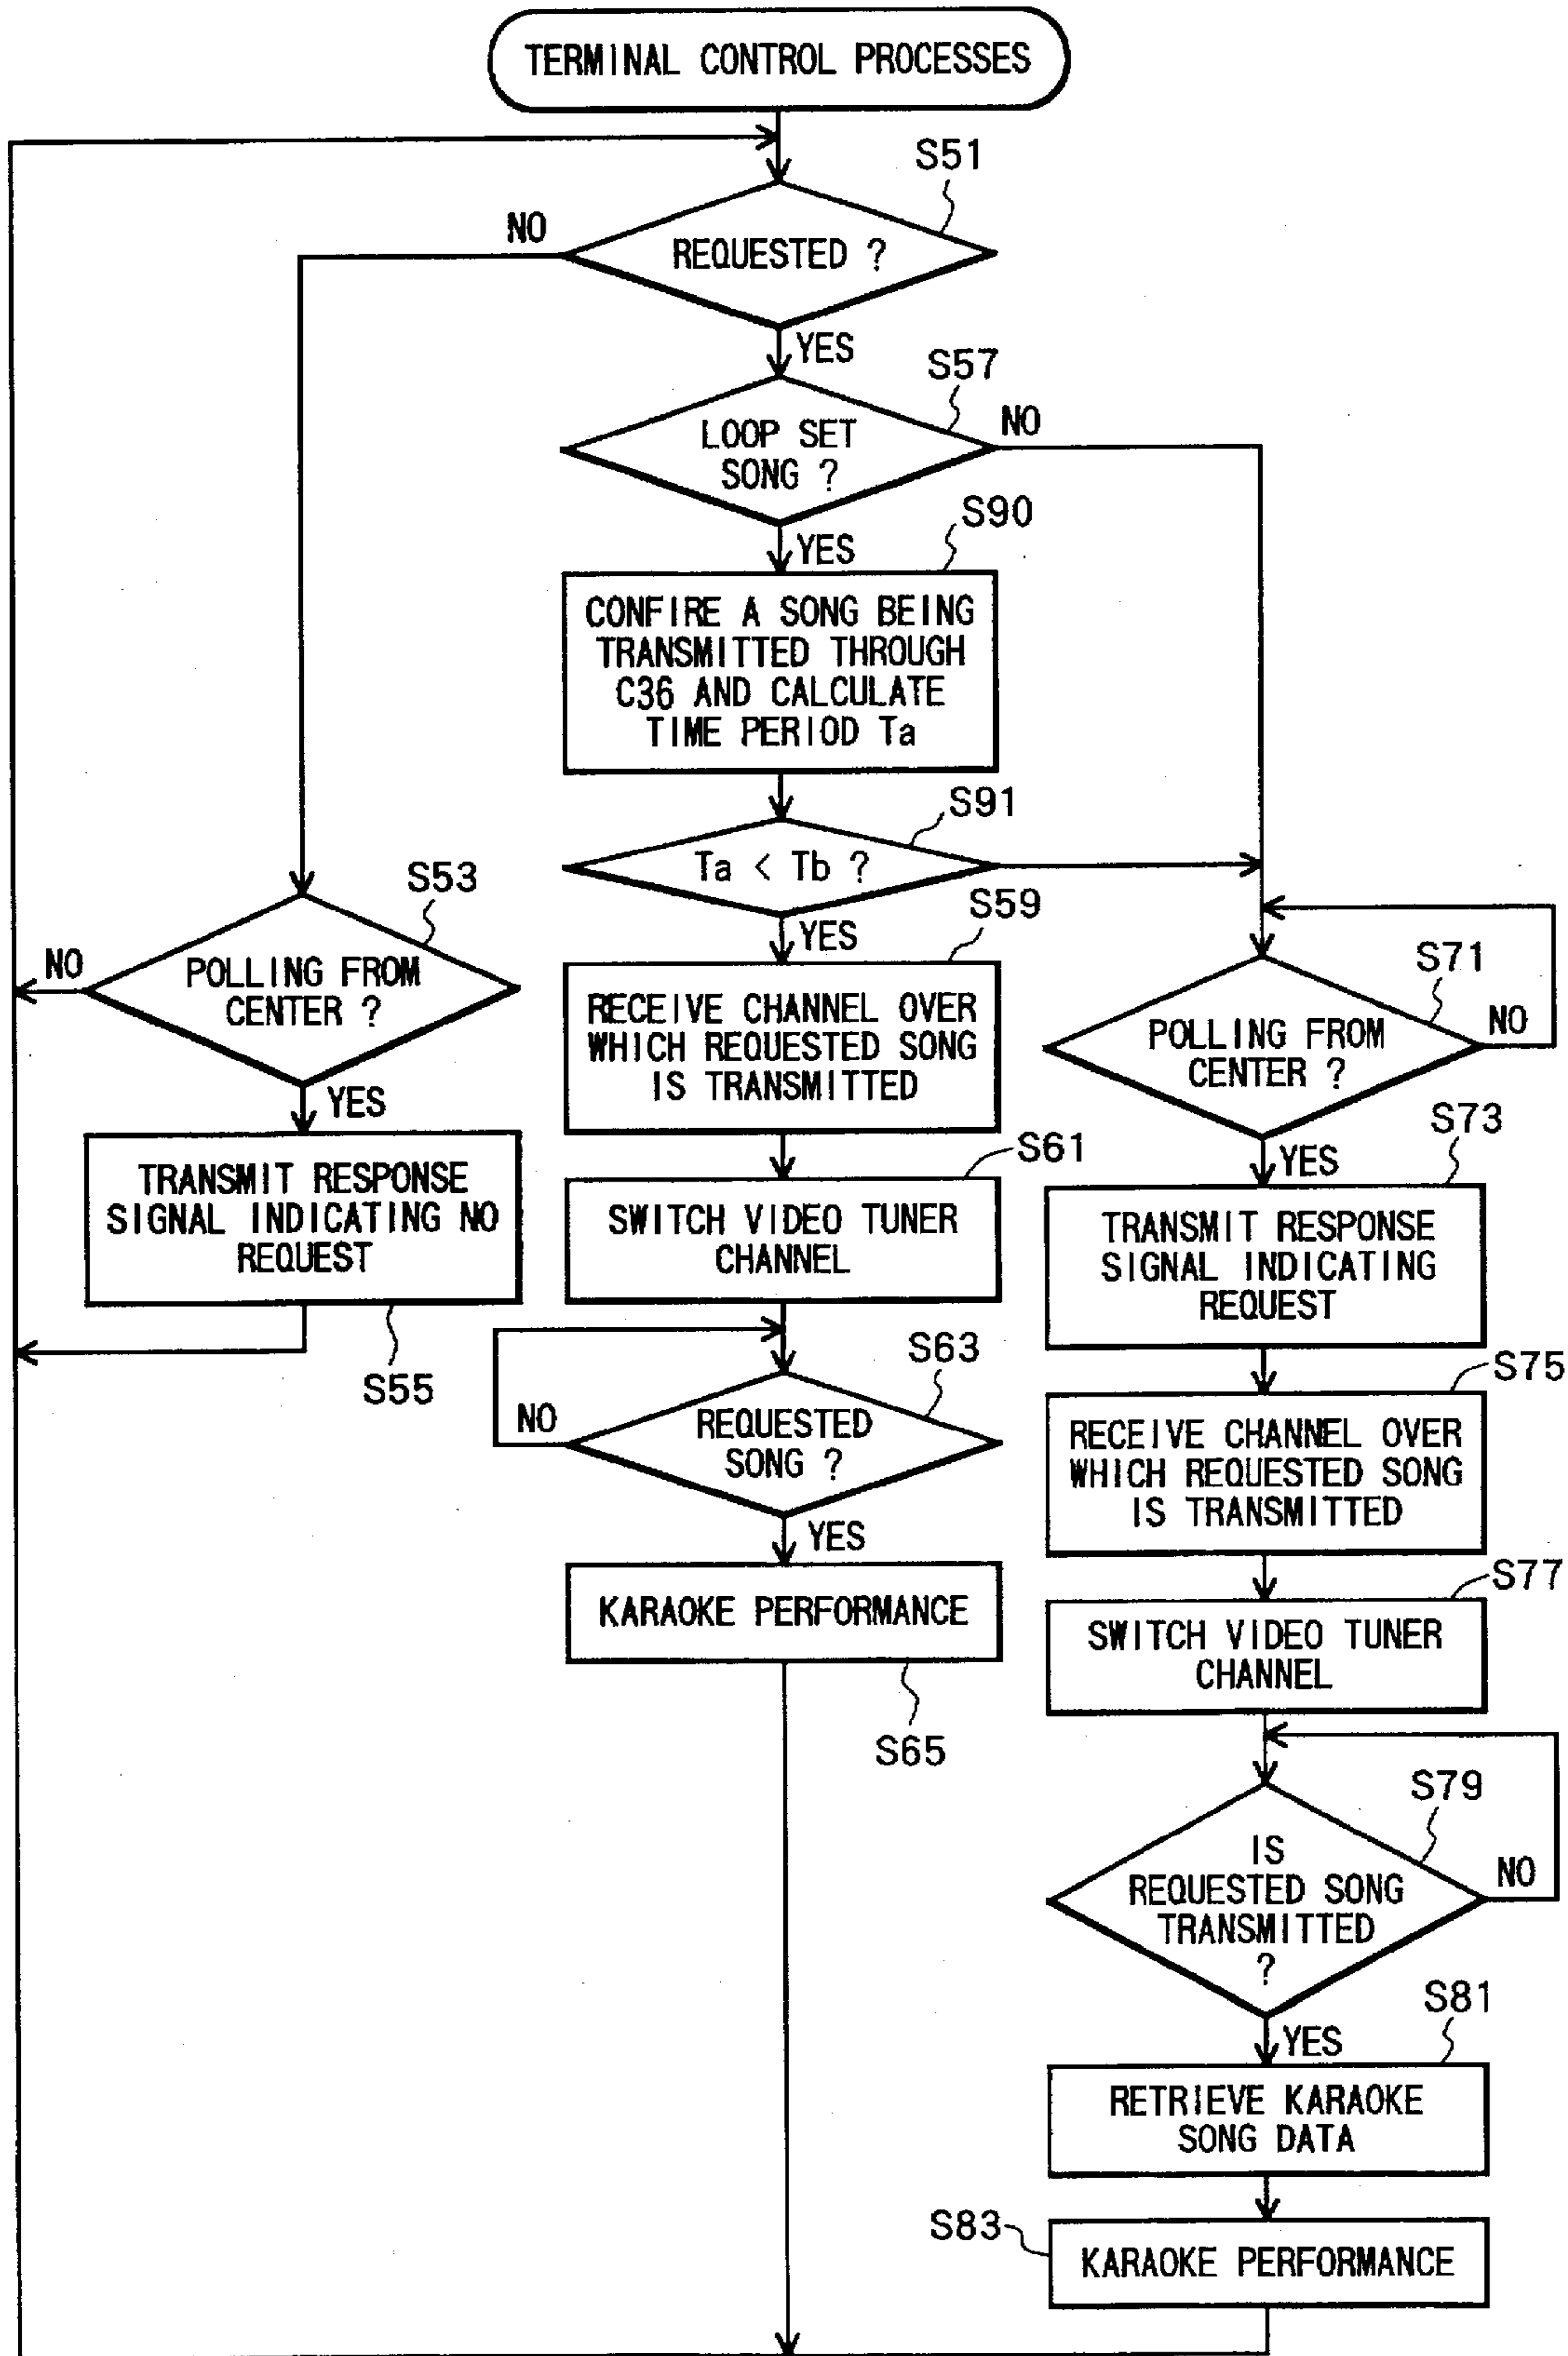 TERMINAL CONTROL PROCESSES
S51
NO
REQUESTED ?
YES
S57
LOOP SET
SONG ?
NO
YES
S90
CONFIRE A SONG BEING
TRANSMITTED THROUGH
C36 AND CALCULATE
TIME PERIOD Ta
S91
Ta < Tb ?
YES
S53
NO
POLLING FROM
CENTER ?
YES
TRANSMIT RESPONSE
SIGNAL INDICATING NO
REQUEST
S55
S59
RECEIVE CHANNEL OVER
WHICH REQUESTED SONG
IS TRANSMITTED
S61
SWITCH VIDEO TUNER
CHANNEL
S63
NO
REQUESTED
SONG ?
YES
KARAOKE PERFORMANCE
S65
S71
POLLING FROM
CENTER ?
NO
YES
S73
TRANSMIT RESPONSE
SIGNAL INDICATING
REQUEST
S75
RECEIVE CHANNEL OVER
WHICH REQUESTED SONG
IS TRANSMITTED
S77
SWITCH VIDEO TUNER
CHANNEL
S79
IS
REQUESTED SONG
TRANSMITTED
?
NO
YES
S81
RETRIEVE KARAOKE
SONG DATA
S83
KARAOKE PERFORMANCE